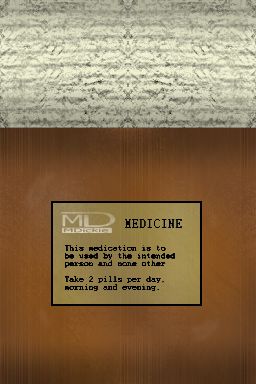 MD
MDickie
MEDICINE
This medication is to
be used by the intended
person and none other
Take 2 pills per day,
morning and evening.